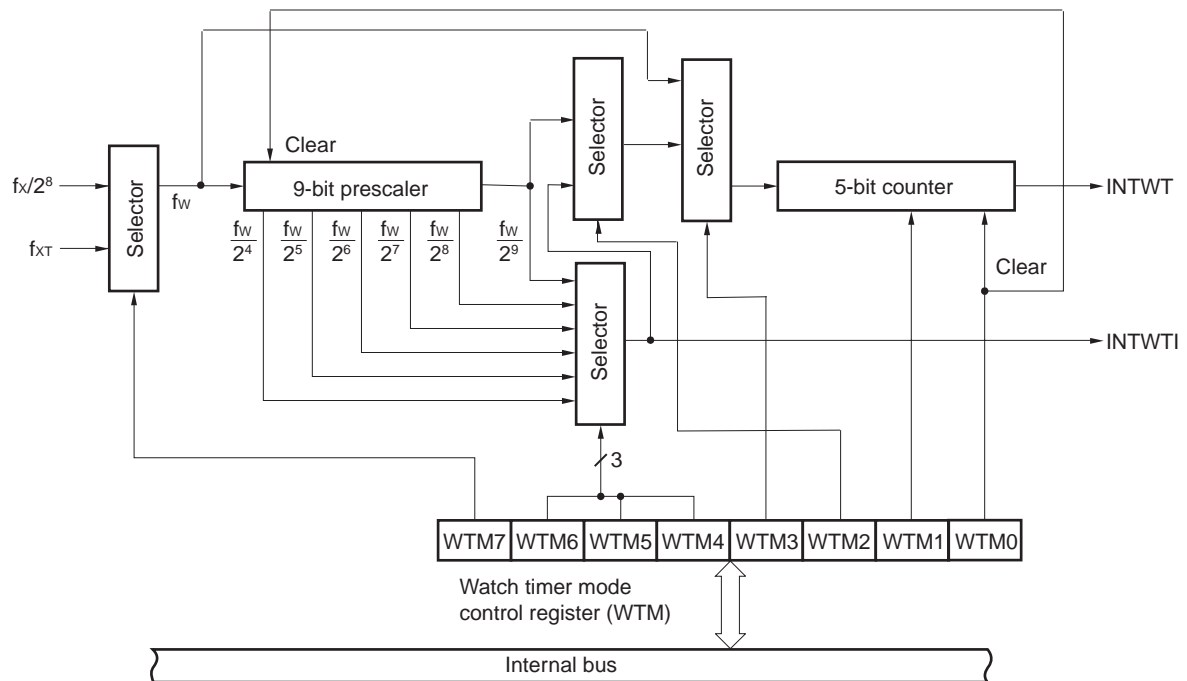 Clear
Selector
Selector
Selector
fX/2⁸
fW
9-bit prescaler
5-bit counter
INTWT
fXT
fW/2⁴
fW/2⁵
fW/2⁶
fW/2⁷
fW/2⁸
fW/2⁹
Clear
Selector
INTWTI
3
WTM7 WTM6 WTM5 WTM4 WTM3 WTM2 WTM1 WTM0
Watch timer mode
control register (WTM)
Internal bus